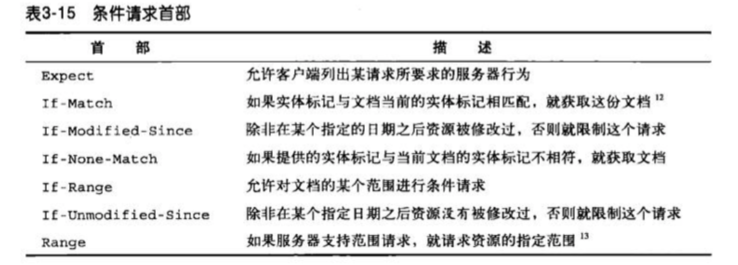 表3-15 条件请求首部
首 部 描 述
Expect 允许客户端列出某请求所要求的服务器行为
If-Match 如果实体标记与文档当前的实体标记相匹配，就获取这份文档 12
If-Modified-Since 除非在某个指定的日期之后资源被修改过，否则就限制这个请求
If-None-Match 如果提供的实体标记与当前文档的实体标记不相符，就获取文档
If-Range 允许对文档的某个范围进行条件请求
If-Unmodified-Since 除非在某个指定日期之后资源没有被修改过，否则就限制这个请求
Range 如果服务器支持范围请求，就请求资源的指定范围 13